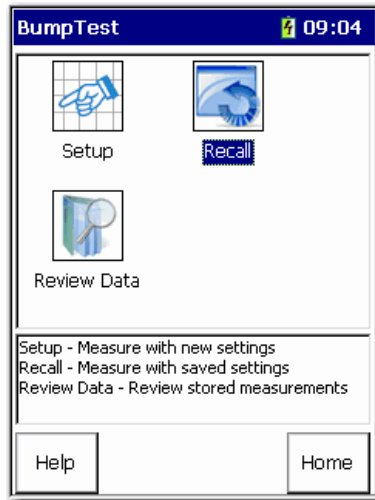 BumpTest 09:04
Setup Recall
Review Data
Setup - Measure with new settings
Recall - Measure with saved settings
Review Data - Review stored measurements
Help Home